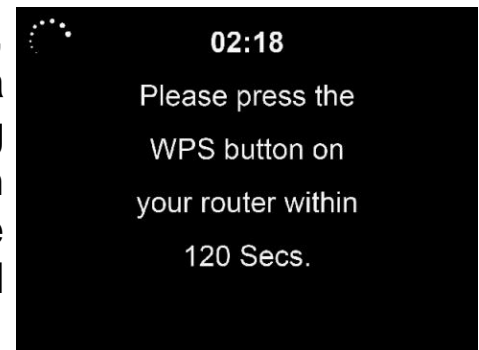 02:18
Please press the
WPS button on
your router within
120 Secs.